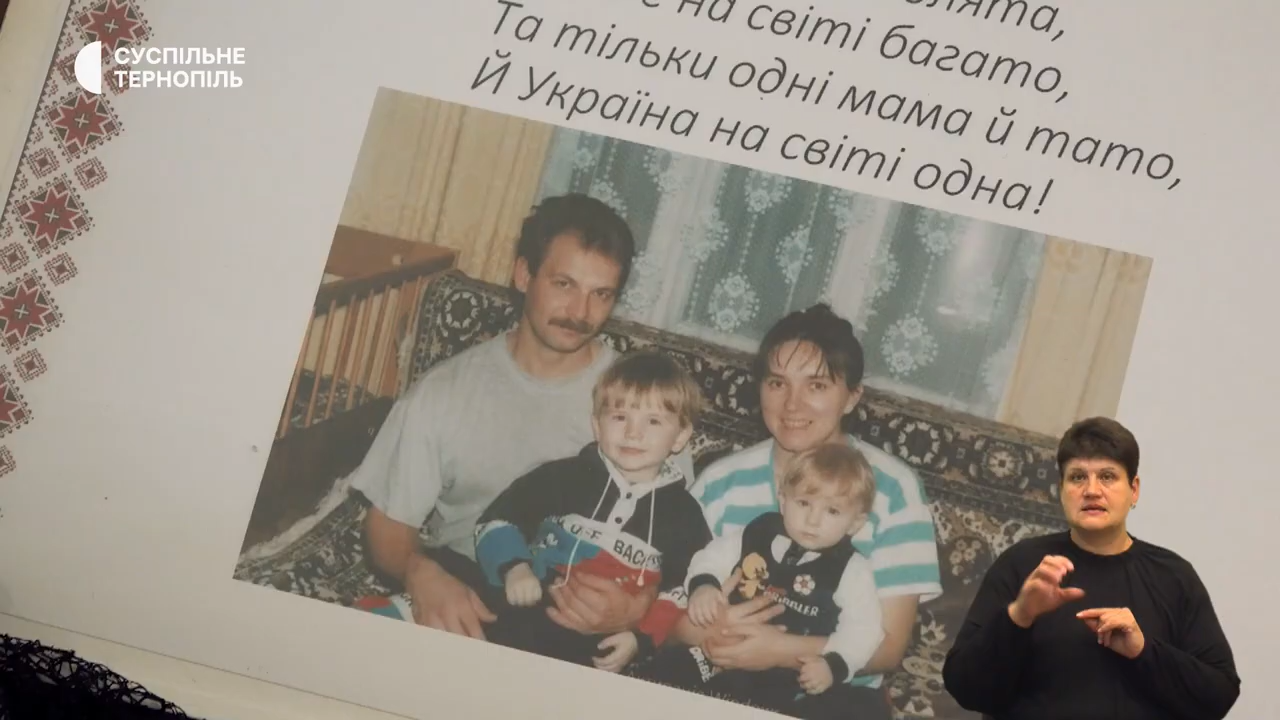 СУСПІЛЬНЕ
ТЕРНОПІЛЬ
є на світі багато,
Та тільки одні мама й тато,
Й Україна на світі одна!